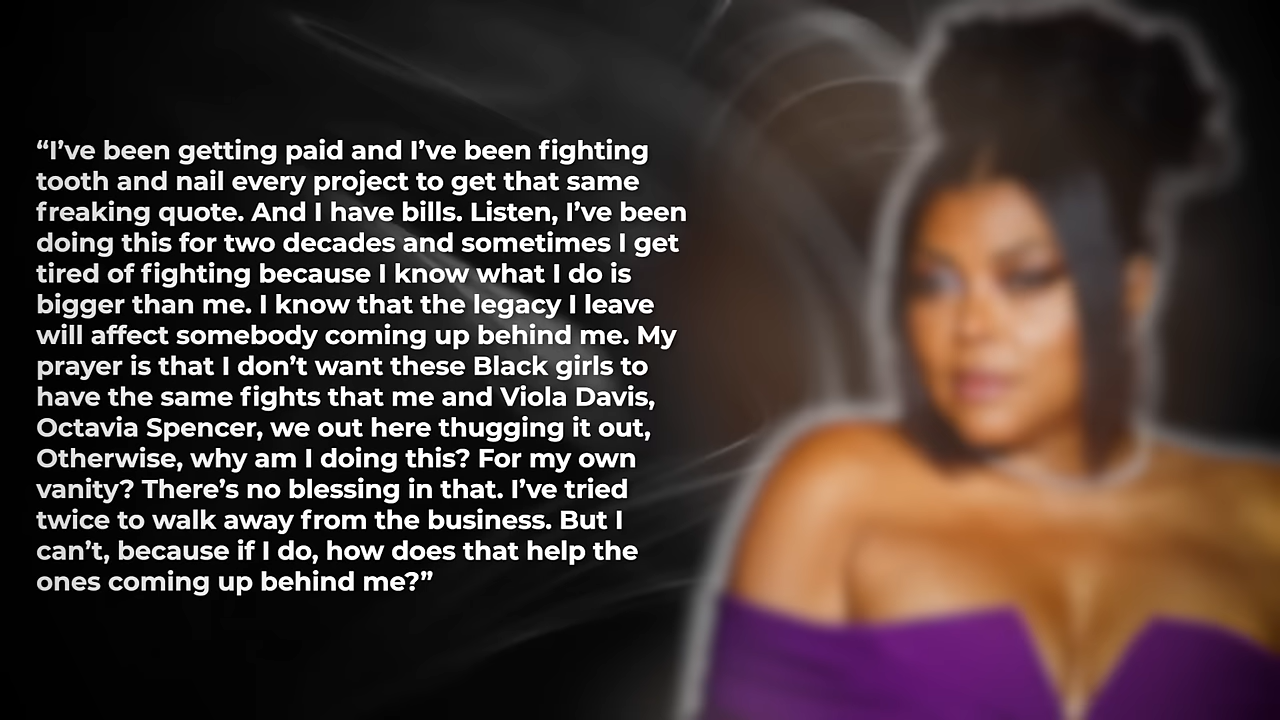 “I’ve been getting paid and I’ve been fighting
tooth and nail every project to get that same
freaking quote. And I have bills. Listen, I’ve been
doing this for two decades and sometimes I get
tired of fighting because I know what I do is
bigger than me. I know that the legacy I leave
will affect somebody coming up behind me. My
prayer is that I don’t want these Black girls to
have the same fights that me and Viola Davis,
Octavia Spencer, we out here thugging it out,
Otherwise, why am I doing this? For my own
vanity? There’s no blessing in that. I’ve tried
twice to walk away from the business. But I
can’t, because if I do, how does that help the
ones coming up behind me?”